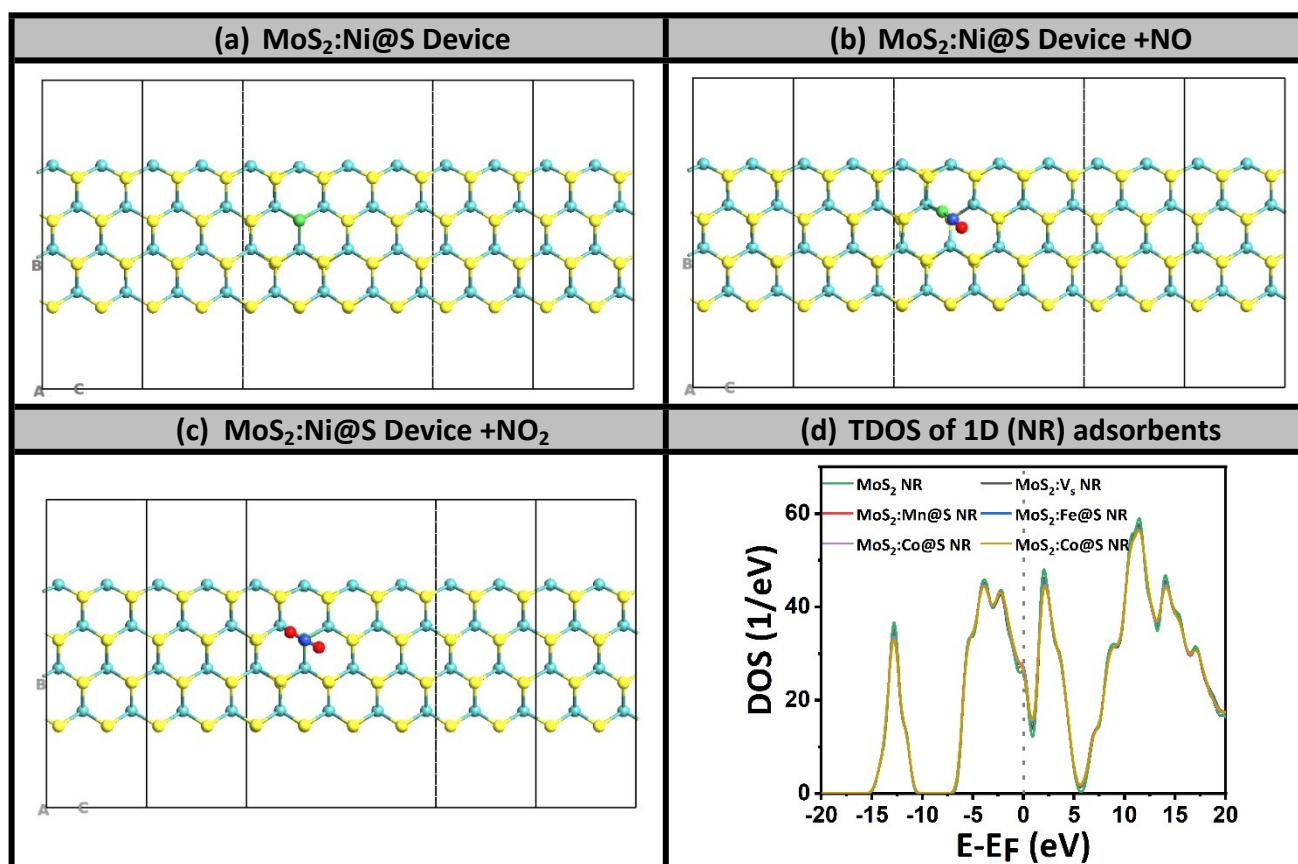 (a) MoS₂:Ni@S Device
(b) MoS₂:Ni@S Device +NO
B
A
C
B
A
C
(c) MoS₂:Ni@S Device +NO₂
(d) TDOS of 1D (NR) adsorbents
B
A
C
MoS₂ NR
MoS₂:Vₛ NR
MoS₂:Mn@S NR
MoS₂:Fe@S NR
MoS₂:Co@S NR
MoS₂:Co@S NR
DOS (1/eV)
60
40
20
0
-20 -15 -10 -5 0 5 10 15 20
E-EF (eV)